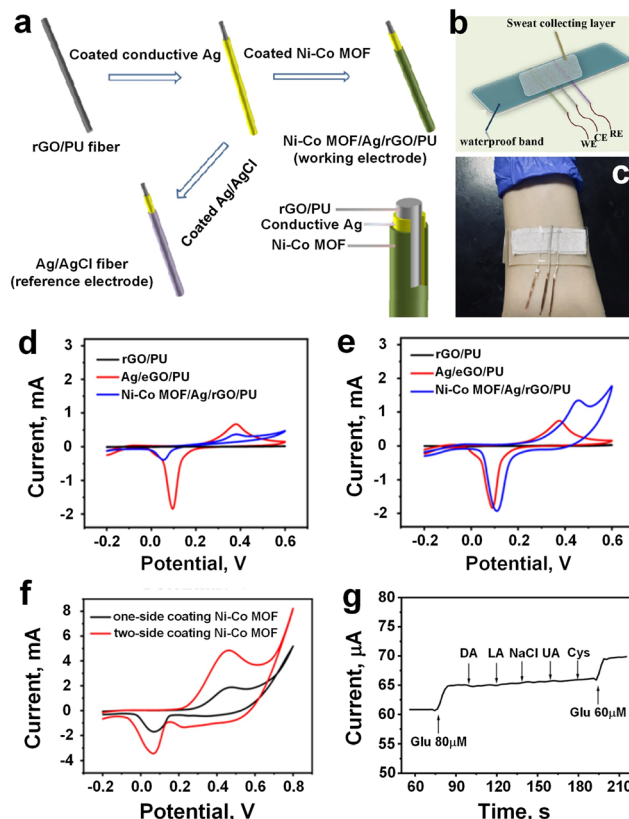 a
Coated conductive Ag
Coated Ni-Co MOF
rGO/PU fiber
Ni-Co MOF/Ag/rGO/PU
(working electrode)
Coated Ag/AgCl
Ag/AgCl fiber
(reference electrode)
rGO/PU
Conductive Ag
Ni-Co MOF
b
Sweat collecting layer
waterproof band
WE
CE
RE
c
d
rGO/PU
Ag/eGO/PU
Ni-Co MOF/Ag/rGO/PU
Current, mA
3
2
1
0
-1
-2
-0.2 0.0 0.2 0.4 0.6
Potential, V
e
rGO/PU
Ag/eGO/PU
Ni-Co MOF/Ag/rGO/PU
Current, mA
3
2
1
0
-1
-2
-0.2 0.0 0.2 0.4 0.6
Potential, V
f
one-side coating Ni-Co MOF
two-side coating Ni-Co MOF
Current, mA
8
6
4
2
0
-2
-4
-0.2 0.0 0.2 0.4 0.6 0.8
Potential, V
g
Current, μA
80
75
70
65
60
55
50
DA LA NaCl UA Cys
Glu 80μM
Glu 60μM
60 90 120 150 180 210
Time, s